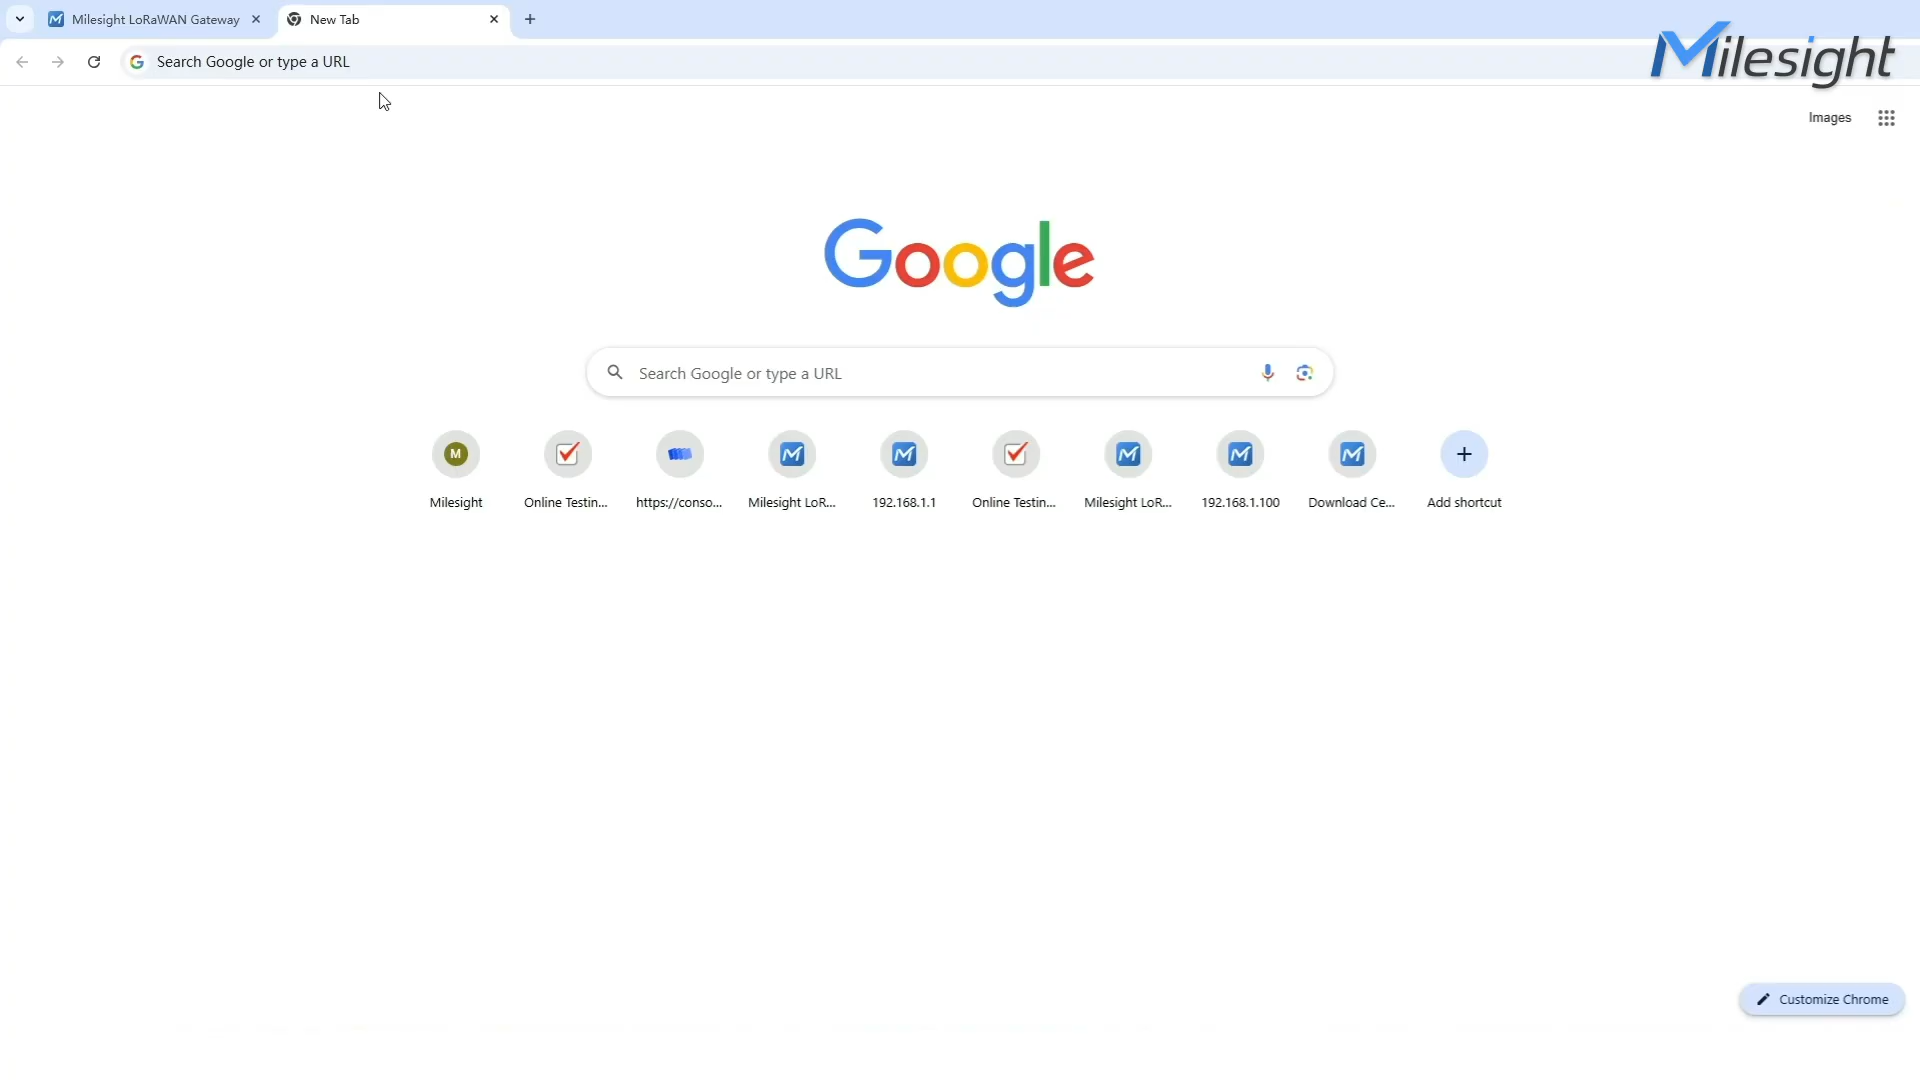 Milesight LoRaWAN Gateway
New Tab
Search Google or type a URL
Milesight
Images
Google
Search Google or type a URL
M
Milesight
Online Testin...
https://conso...
Milesight LoR...
192.168.1.1
Online Testin...
Milesight LoR...
192.168.1.100
Download Ce...
Add shortcut
Customize Chrome